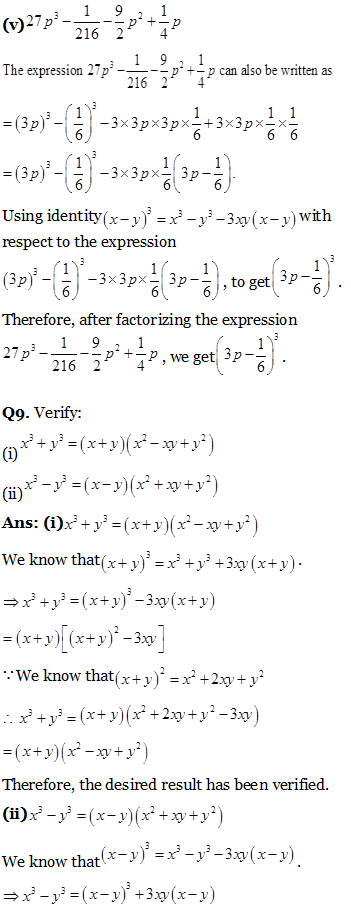 (v) 27p³ − 1/216 − 9/2 p² + 1/4 p
The expression 27p³ − 1/216 − 9/2 p² + 1/4 p can also be written as
= (3p)³ − (1/6)³ − 3×3p×3p×1/6 + 3×3p×1/6×1/6
= (3p)³ − (1/6)³ − 3×3p×1/6(3p − 1/6).
Using identity (x−y)³ = x³ − y³ − 3xy(x−y) with
respect to the expression
(3p)³ − (1/6)³ − 3×3p×1/6(3p − 1/6), to get (3p − 1/6)³.
Therefore, after factorizing the expression
27p³ − 1/216 − 9/2 p² + 1/4 p, we get (3p − 1/6)³.
Q9. Verify:
(i) x³ + y³ = (x+y)(x² − xy + y²)
(ii) x³ − y³ = (x−y)(x² + xy + y²)
Ans: (i) x³ + y³ = (x+y)(x² − xy + y²)
We know that (x+y)³ = x³ + y³ + 3xy(x+y).
⇒ x³ + y³ = (x+y)³ − 3xy(x+y)
= (x+y)[(x+y)² − 3xy]
∵ We know that (x+y)² = x² + 2xy + y²
∴ x³ + y³ = (x+y)(x² + 2xy + y² − 3xy)
= (x+y)(x² − xy + y²)
Therefore, the desired result has been verified.
(ii) x³ − y³ = (x−y)(x² + xy + y²)
We know that (x−y)³ = x³ − y³ − 3xy(x−y).
⇒ x³ − y³ = (x−y)³ + 3xy(x−y)